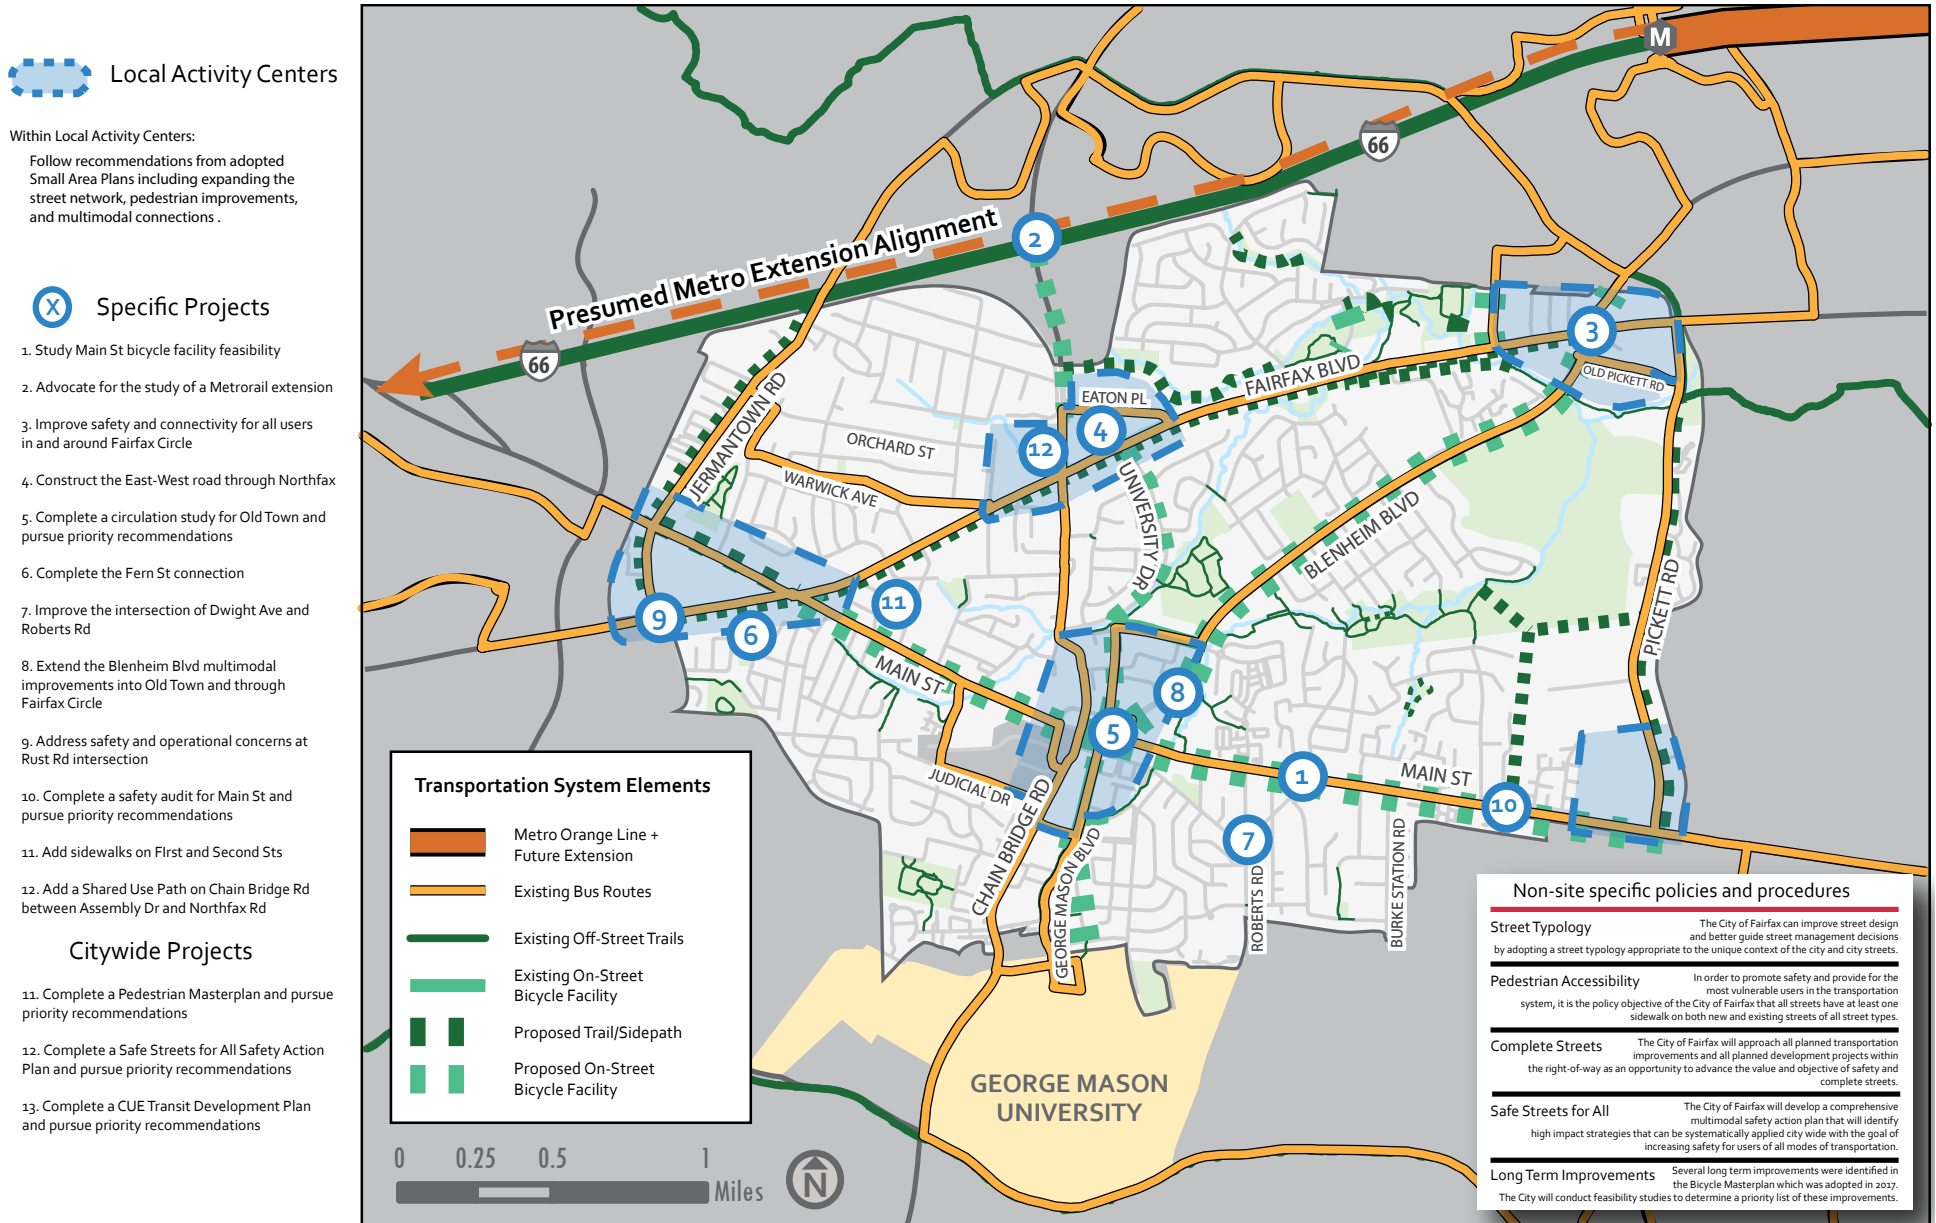 Local Activity Centers
Within Local Activity Centers:
Follow recommendations from adopted
Small Area Plans including expanding the
street network, pedestrian improvements,
and multimodal connections .
X
Specific Projects
1. Study Main St bicycle facility feasibility
2. Advocate for the study of a Metrorail extension
3. Improve safety and connectivity for all users
in and around Fairfax Circle
4. Construct the East-West road through Northfax
5. Complete a circulation study for Old Town and
pursue priority recommendations
6. Complete the Fern St connection
7. Improve the intersection of Dwight Ave and
Roberts Rd
8. Extend the Blenheim Blvd multimodal
improvements into Old Town and through
Fairfax Circle
9. Address safety and operational concerns at
Rust Rd intersection
10. Complete a safety audit for Main St and
pursue priority recommendations
11. Add sidewalks on FIrst and Second Sts
12. Add a Shared Use Path on Chain Bridge Rd
between Assembly Dr and Northfax Rd
Citywide Projects
11. Complete a Pedestrian Masterplan and pursue
priority recommendations
12. Complete a Safe Streets for All Safety Action
Plan and pursue priority recommendations
13. Complete a CUE Transit Development Plan
and pursue priority recommendations
M
66
2
Presumed Metro Extension Alignment
66
3
OLD PICKETT RD
FAIRFAX BLVD
EATON PL
4
12
JERMANTOWN RD
ORCHARD ST
WARWICK AVE
UNIVERSITY DR
BLENHEIM BLVD
PICKETT RD
11
9
6
MAIN ST
8
5
1
MAIN ST
10
JUDICIAL DR
7
CHAIN BRIDGE RD
GEORGE MASON BLVD
ROBERTS RD
BURKE STATION RD
GEORGE MASON
UNIVERSITY
Transportation System Elements
Metro Orange Line +
Future Extension
Existing Bus Routes
Existing Off-Street Trails
Existing On-Street
Bicycle Facility
Proposed Trail/Sidepath
Proposed On-Street
Bicycle Facility
0 0.25 0.5 1
Miles
N
Non-site specific policies and procedures
Street Typology
The City of Fairfax can improve street design
and better guide street management decisions
by adopting a street typology appropriate to the unique context of the city and city streets.
Pedestrian Accessibility
In order to promote safety and provide for the
most vulnerable users in the transportation
system, it is the policy objective of the City of Fairfax that all streets have at least one
sidewalk on both new and existing streets of all street types.
Complete Streets
The City of Fairfax will approach all planned transportation
improvements and all planned development projects within
the right-of-way as an opportunity to advance the value and objective of safety and
complete streets.
Safe Streets for All
The City of Fairfax will develop a comprehensive
multimodal safety action plan that will identify
high impact strategies that can be systematically applied city wide with the goal of
increasing safety for users of all modes of transportation.
Long Term Improvements
Several long term improvements were identified in
the Bicycle Masterplan which was adopted in 2017.
The City will conduct feasibility studies to determine a priority list of these improvements.